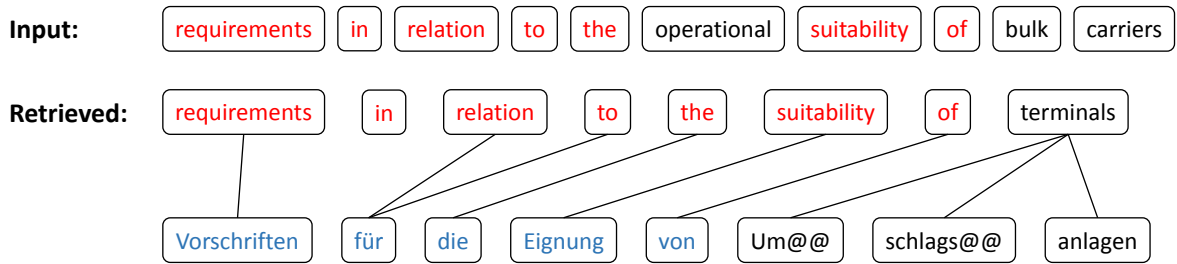 Input: requirements in relation to the operational suitability of bulk carriers
Retrieved: requirements in relation to the suitability of terminals
Vorschriften für die Eignung von Um@@ schlags@@ anlagen